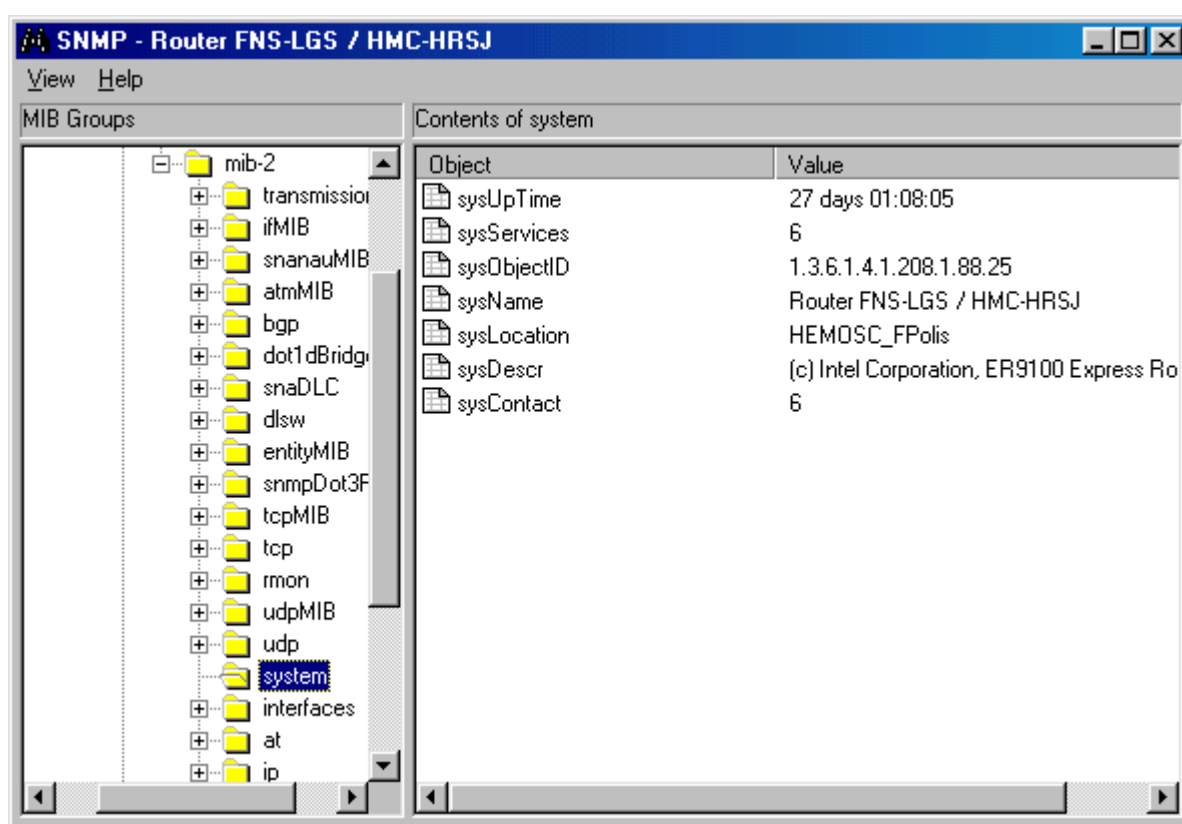 SNMP - Router FNS-LGS / HMC-HRSJ
View Help
MIB Groups
mib-2
transmission
ifMIB
snanauMIB
atmMIB
bgp
dot1dBridg
snaDLC
dlsw
entityMIB
snmpDot3R
tcpMIB
tcp
rmon
udpMIB
udp
system
interfaces
at
ip
Contents of system
Object Value
sysUpTime 27 days 01:08:05
sysServices 6
sysObjectID 1.3.6.1.4.1.208.1.88.25
sysName Router FNS-LGS / HMC-HRSJ
sysLocation HEMOSC_FPolis
sysDescr (c) Intel Corporation, ER9100 Express Ro
sysContact 6